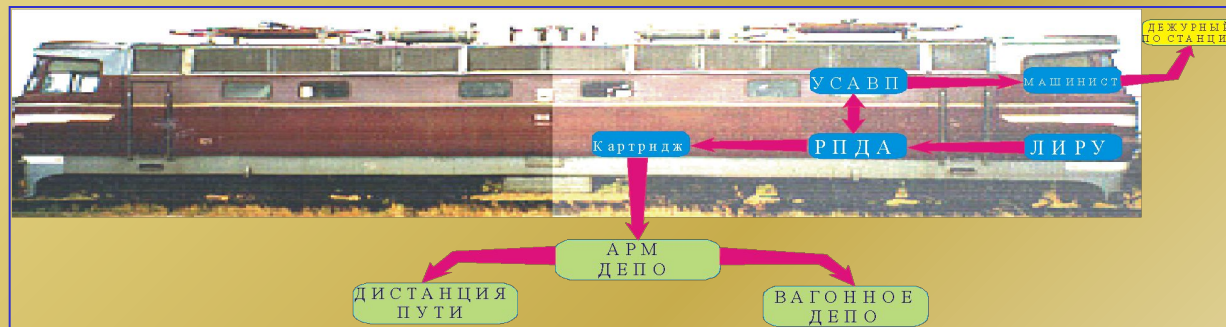 ДЕЖУРНЫЙ
ПО СТАНЦИ
УСАВП
МАШИНИСТ
Картридж
РПДА
ЛИРУ
АРМ
ДЕПО
ДИСТАНЦИЯ
ПУТИ
ВАГОННОЕ
ДЕПО